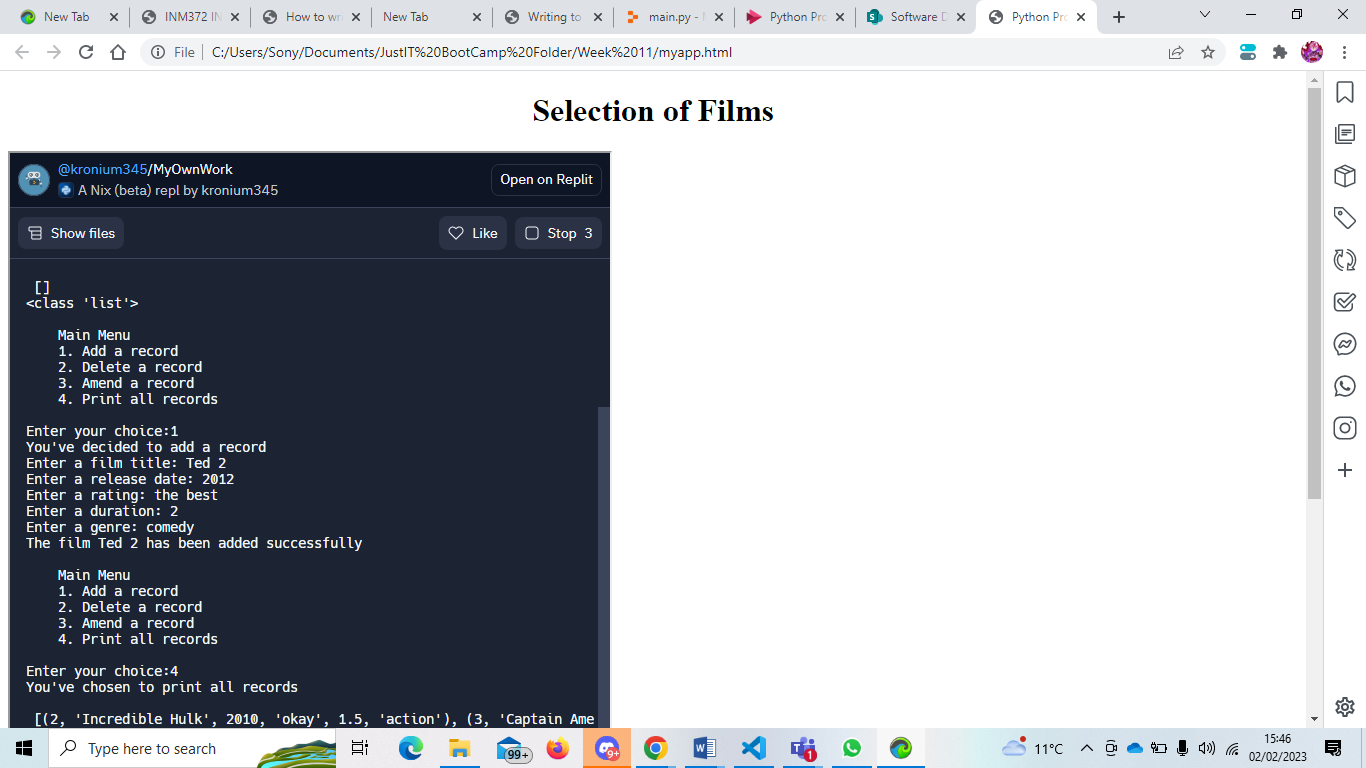 New Tab
INM372 IN
How to wr
New Tab
Writing to
main.py - 
Python Pro
Software D
Python Pro
File
C:/Users/Sony/Documents/JustIT%20BootCamp%20Folder/Week%2011/myapp.html
Selection of Films
@kronium345/MyOwnWork
A Nix (beta) repl by kronium345
Open on Replit
Show files
Like
Stop 3
[]
<class 'list'>
Main Menu
1. Add a record
2. Delete a record
3. Amend a record
4. Print all records
Enter your choice:1
You've decided to add a record
Enter a film title: Ted 2
Enter a release date: 2012
Enter a rating: the best
Enter a duration: 2
Enter a genre: comedy
The film Ted 2 has been added successfully
Main Menu
1. Add a record
2. Delete a record
3. Amend a record
4. Print all records
Enter your choice:4
You've chosen to print all records
[(2, 'Incredible Hulk', 2010, 'okay', 1.5, 'action'), (3, 'Captain Ame
Type here to search
99+
9+
1
11°C
15:46
02/02/2023